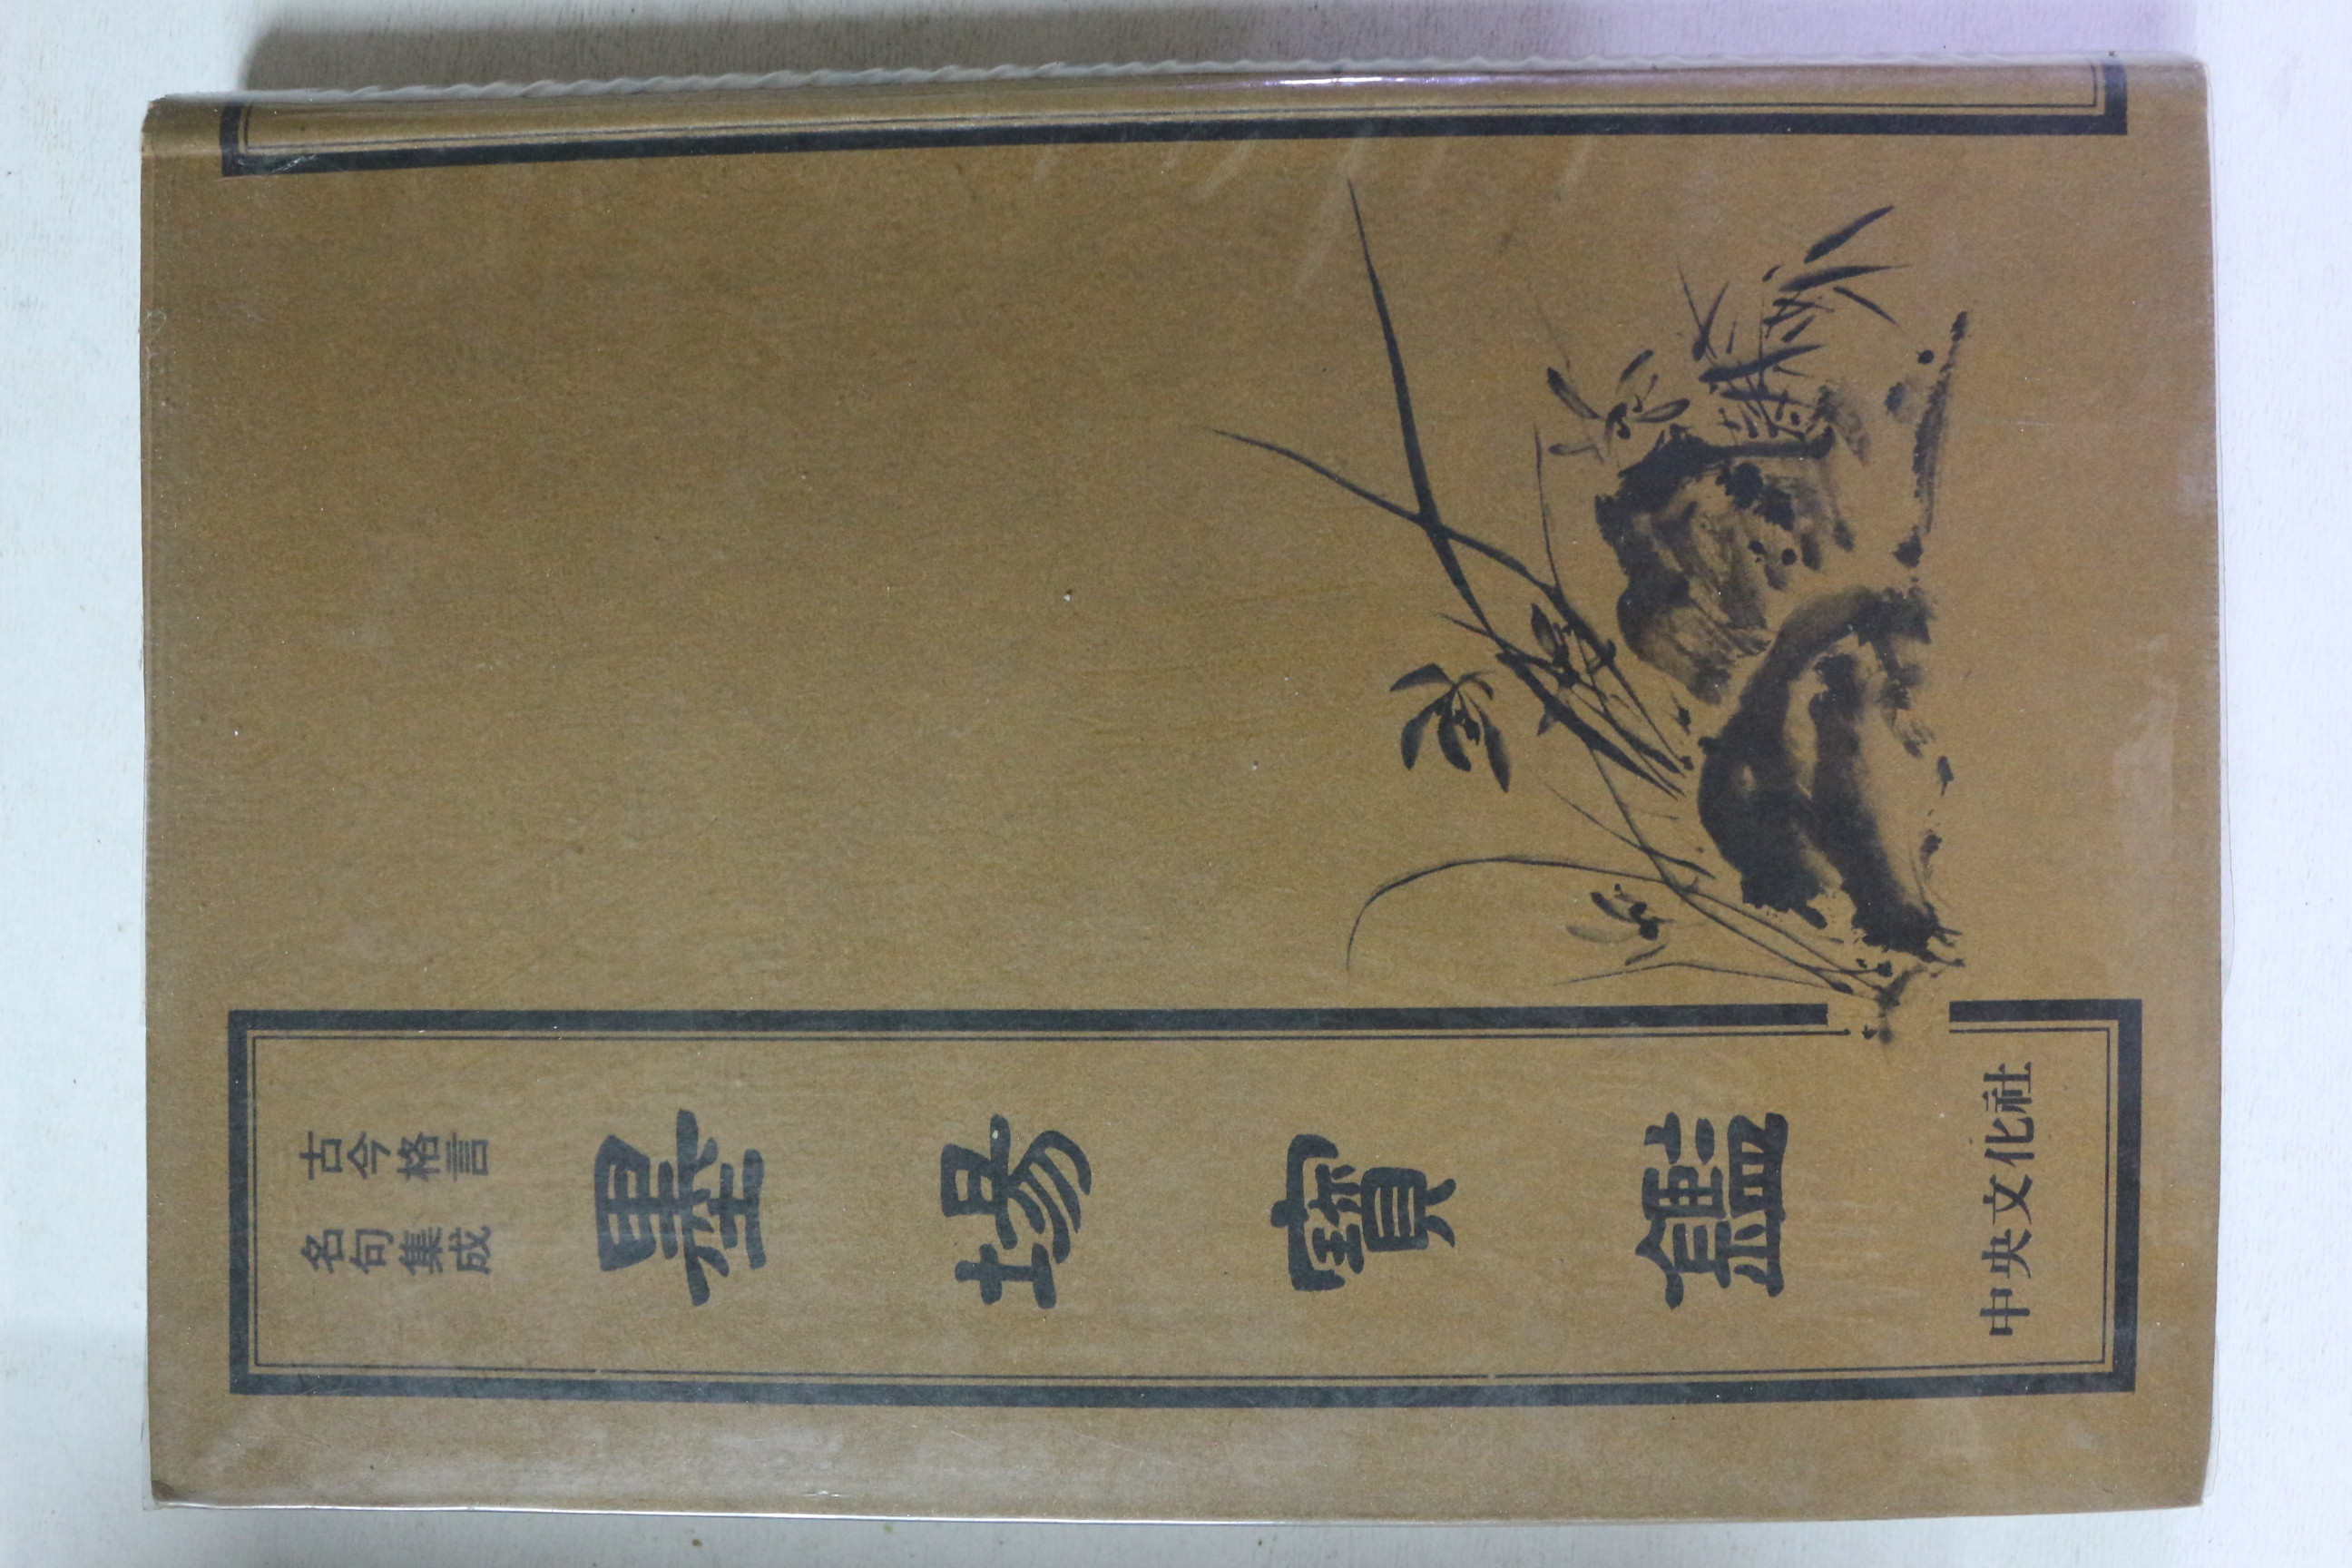 古今格言
名句集成
墨場寶鑑
中央文化社